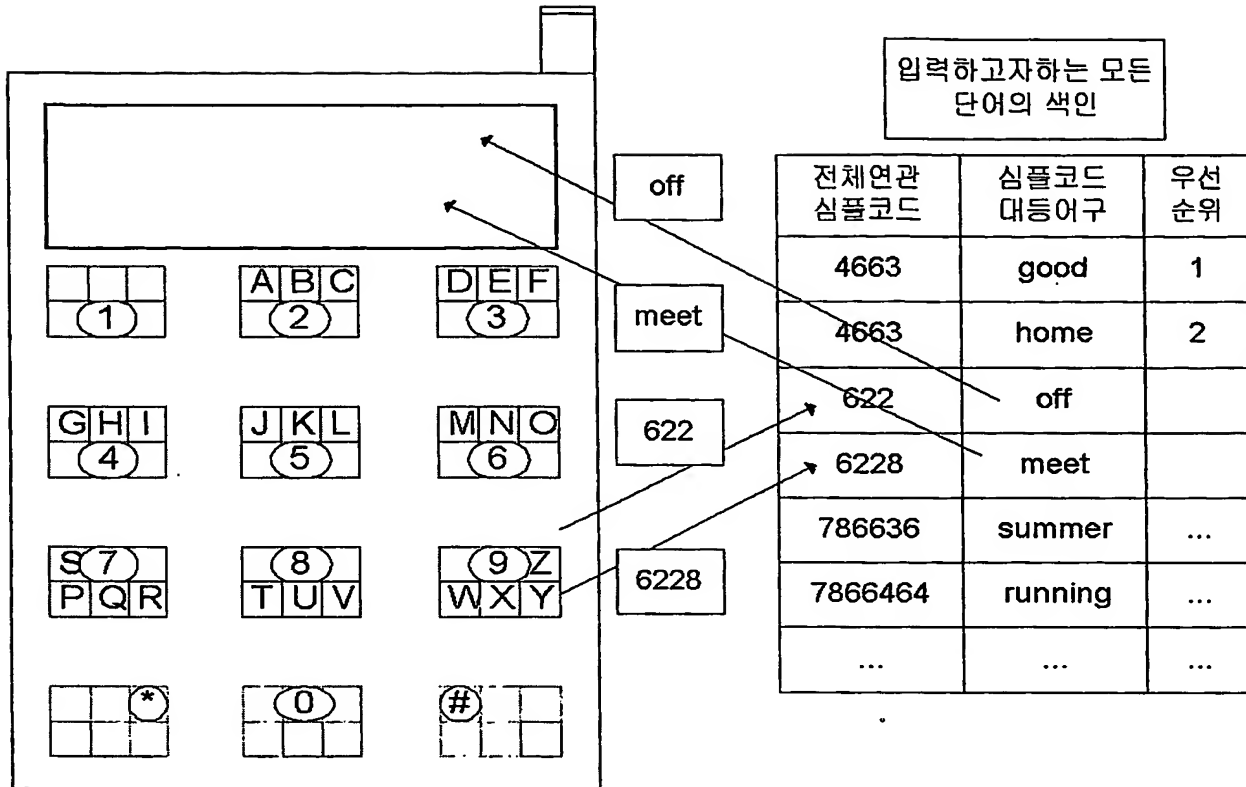 입력하고자하는 모든
단어의 색인
off
meet
622
6228
A B C
D E F
1
2
3
G H I
J K L
M N O
4
5
6
S 7
8
9 Z
P Q R
T U V
W X Y
*
0
#
전체연관 심플코드
심플코드 대등어구
우선 순위
4663 good 1
4663 home 2
622 off
6228 meet
786636 summer ...
7866464 running ...
... ... ...